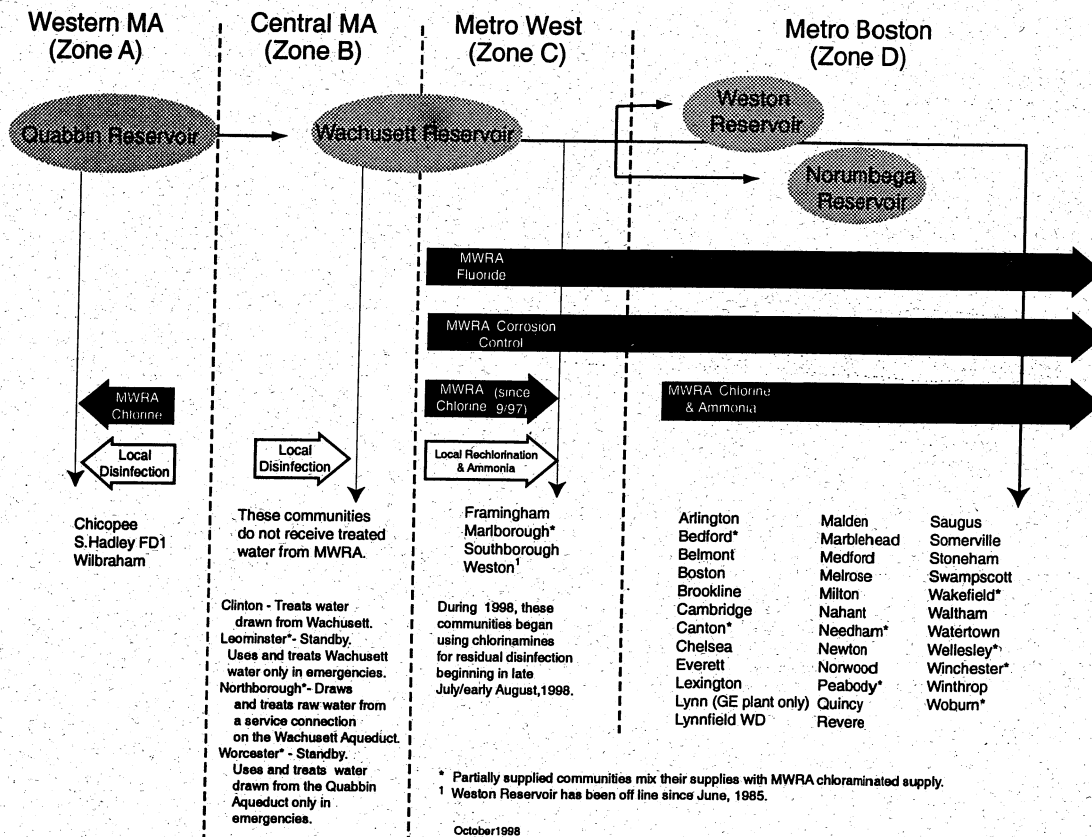 Western MA
(Zone A)
Central MA
(Zone B)
Metro West
(Zone C)
Metro Boston
(Zone D)
Quabbin Reservoir
Wachusett Reservoir
Weston
Reservoir
Norumbega
Reservoir
MWRA
Fluoride
MWRA Corrosion
Control
MWRA
Chlorine
MWRA (since
Chlorine 9/97)
MWRA Chlorine
& Ammonia
Local
Disinfection
Local
Disinfection
Local Rechlorination
& Ammonia
Chicopee
S.Hadley FD1
Wilbraham
These communities
do not receive treated
water from MWRA.
Clinton - Treats water
drawn from Wachusett.
Leominster*- Standby.
Uses and treats Wachusett
water only in emergencies.
Northborough*- Draws
and treats raw water from
a service connection
on the Wachusett Aqueduct.
Worcester* - Standby.
Uses and treats water
drawn from the Quabbin
Aqueduct only in
emergencies.
Framingham
Marlborough*
Southborough
Weston¹
During 1998, these
communities began
using chlorinamines
for residual disinfection
beginning in late
July/early August,1998.
Arlington
Bedford*
Belmont
Boston
Brookline
Cambridge
Canton*
Chelsea
Everett
Lexington
Lynn (GE plant only)
Lynnfield WD
Malden
Marblehead
Medford
Melrose
Milton
Nahant
Needham*
Newton
Norwood
Peabody*
Quincy
Revere
Saugus
Somerville
Stoneham
Swampscott
Wakefield*
Waltham
Watertown
Wellesley*
Winchester*
Winthrop
Woburn*
* Partially supplied communities mix their supplies with MWRA chloraminated supply.
¹ Weston Reservoir has been off line since June, 1985.
October1998